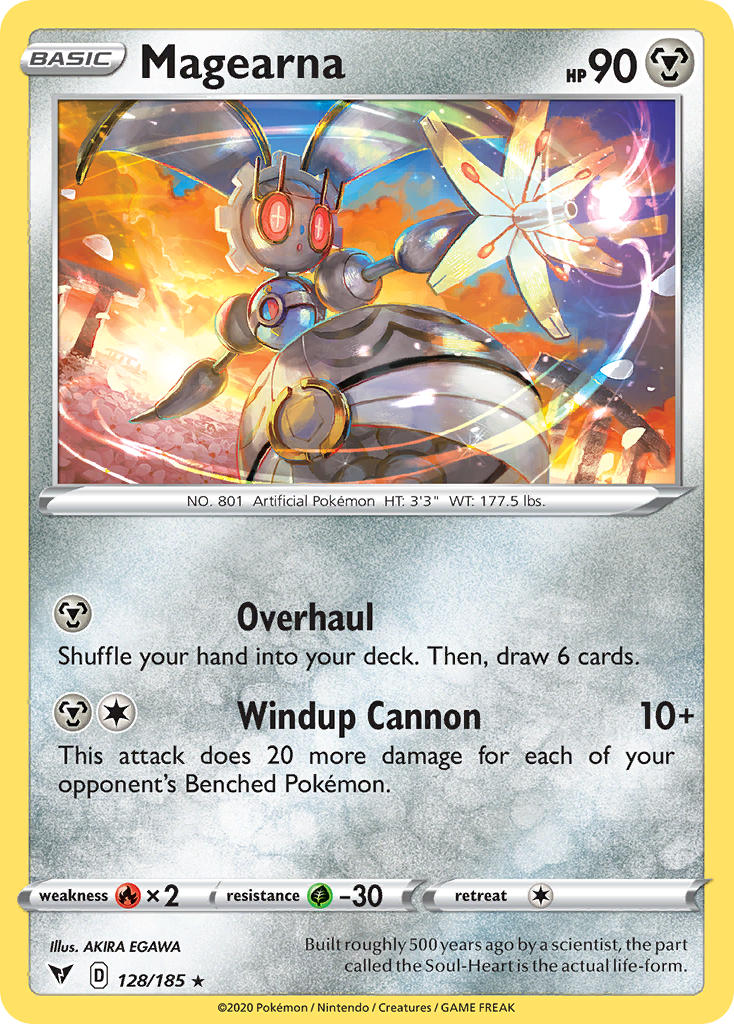 BASIC Magearna HP 90
NO. 801 Artificial Pokémon HT: 3'3" WT: 177.5 lbs.
Overhaul
Shuffle your hand into your deck. Then, draw 6 cards.
Windup Cannon 10+
This attack does 20 more damage for each of your
opponent's Benched Pokémon.
weakness ×2 resistance -30 retreat
Illus. AKIRA EGAWA
Built roughly 500 years ago by a scientist, the part
called the Soul-Heart is the actual life-form.
D 128/185 ★
©2020 Pokémon / Nintendo / Creatures / GAME FREAK